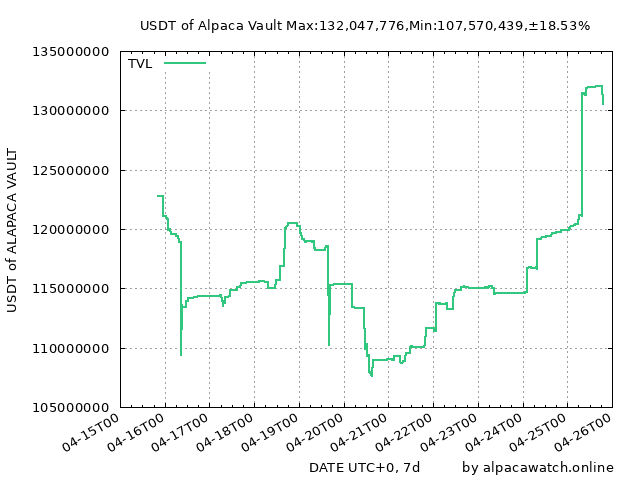 USDT of Alpaca Vault Max:132,047,776,Min:107,570,439,±18.53%
TVL
135000000
130000000
125000000
120000000
115000000
110000000
105000000
USDT of ALAPACA VAULT
04-15T00
04-16T00
04-17T00
04-18T00
04-19T00
04-20T00
04-21T00
04-22T00
04-23T00
04-24T00
04-25T00
04-26T00
DATE UTC+0, 7d
by alpacawatch.online